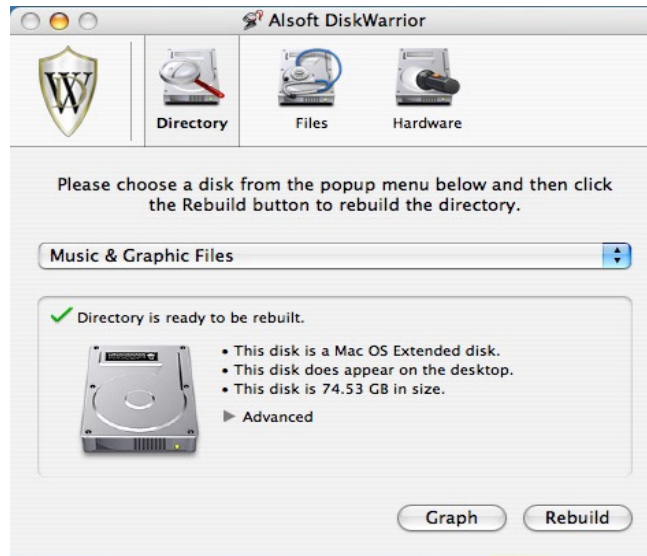 Alsoft DiskWarrior
Directory
Files
Hardware
Please choose a disk from the popup menu below and then click
the Rebuild button to rebuild the directory.
Music & Graphic Files
Directory is ready to be rebuilt.
• This disk is a Mac OS Extended disk.
• This disk does appear on the desktop.
• This disk is 74.53 GB in size.
Advanced
Graph
Rebuild